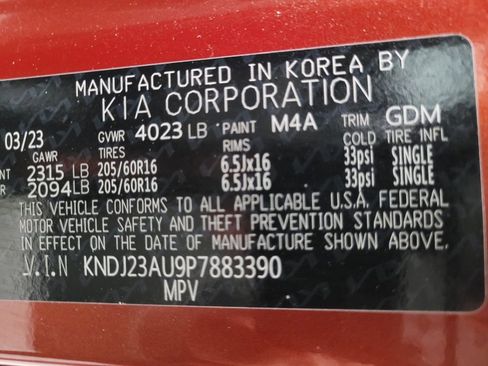 MANUFACTURED IN KOREA BY
KIA CORPORATION
03/23 GVWR 4023 LB PAINT M4A TRIM GDM
GAWR TIRES RIMS COLD TIRE INFL
NT 2315 LB 205/60R16 6.5Jx16 33psi SINGLE
R 2094 LB 205/60R16 6.5Jx16 33psi SINGLE
THIS VEHICLE CONFORMS TO ALL APPLICABLE U.S.A. FEDERAL
MOTOR VEHICLE SAFETY AND THEFT PREVENTION STANDARDS
IN EFFECT ON THE DATE OF MANUFACTURE SHOWN ABOVE.
V.I.N KNDJ23AU9P7883390
MPV